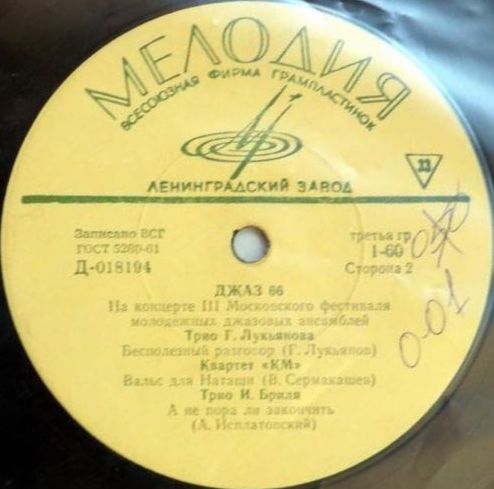 МЕЛОДИЯ
ВСЕСОЮЗНАЯ ФИРМА ГРАМПЛАСТИНОК
ЛЕНИНГРАДСКИЙ ЗАВОД
33
Записано ВСГ
ГОСТ 5289-61
Д-018194
третья гр.
1-60
Сторона 2
ДЖАЗ 66
На концерте III Московского фестиваля
молодежных джазовых ансамблей
Трио Г. Лукьянова
Бесполезный разговор (Г. Лукьянов)
Квартет «КМ»
Вальс для Наташи (В. Сермакашев)
Трио И. Бриля
А не пора ли закончить
(А. Исплатовский)
0-01